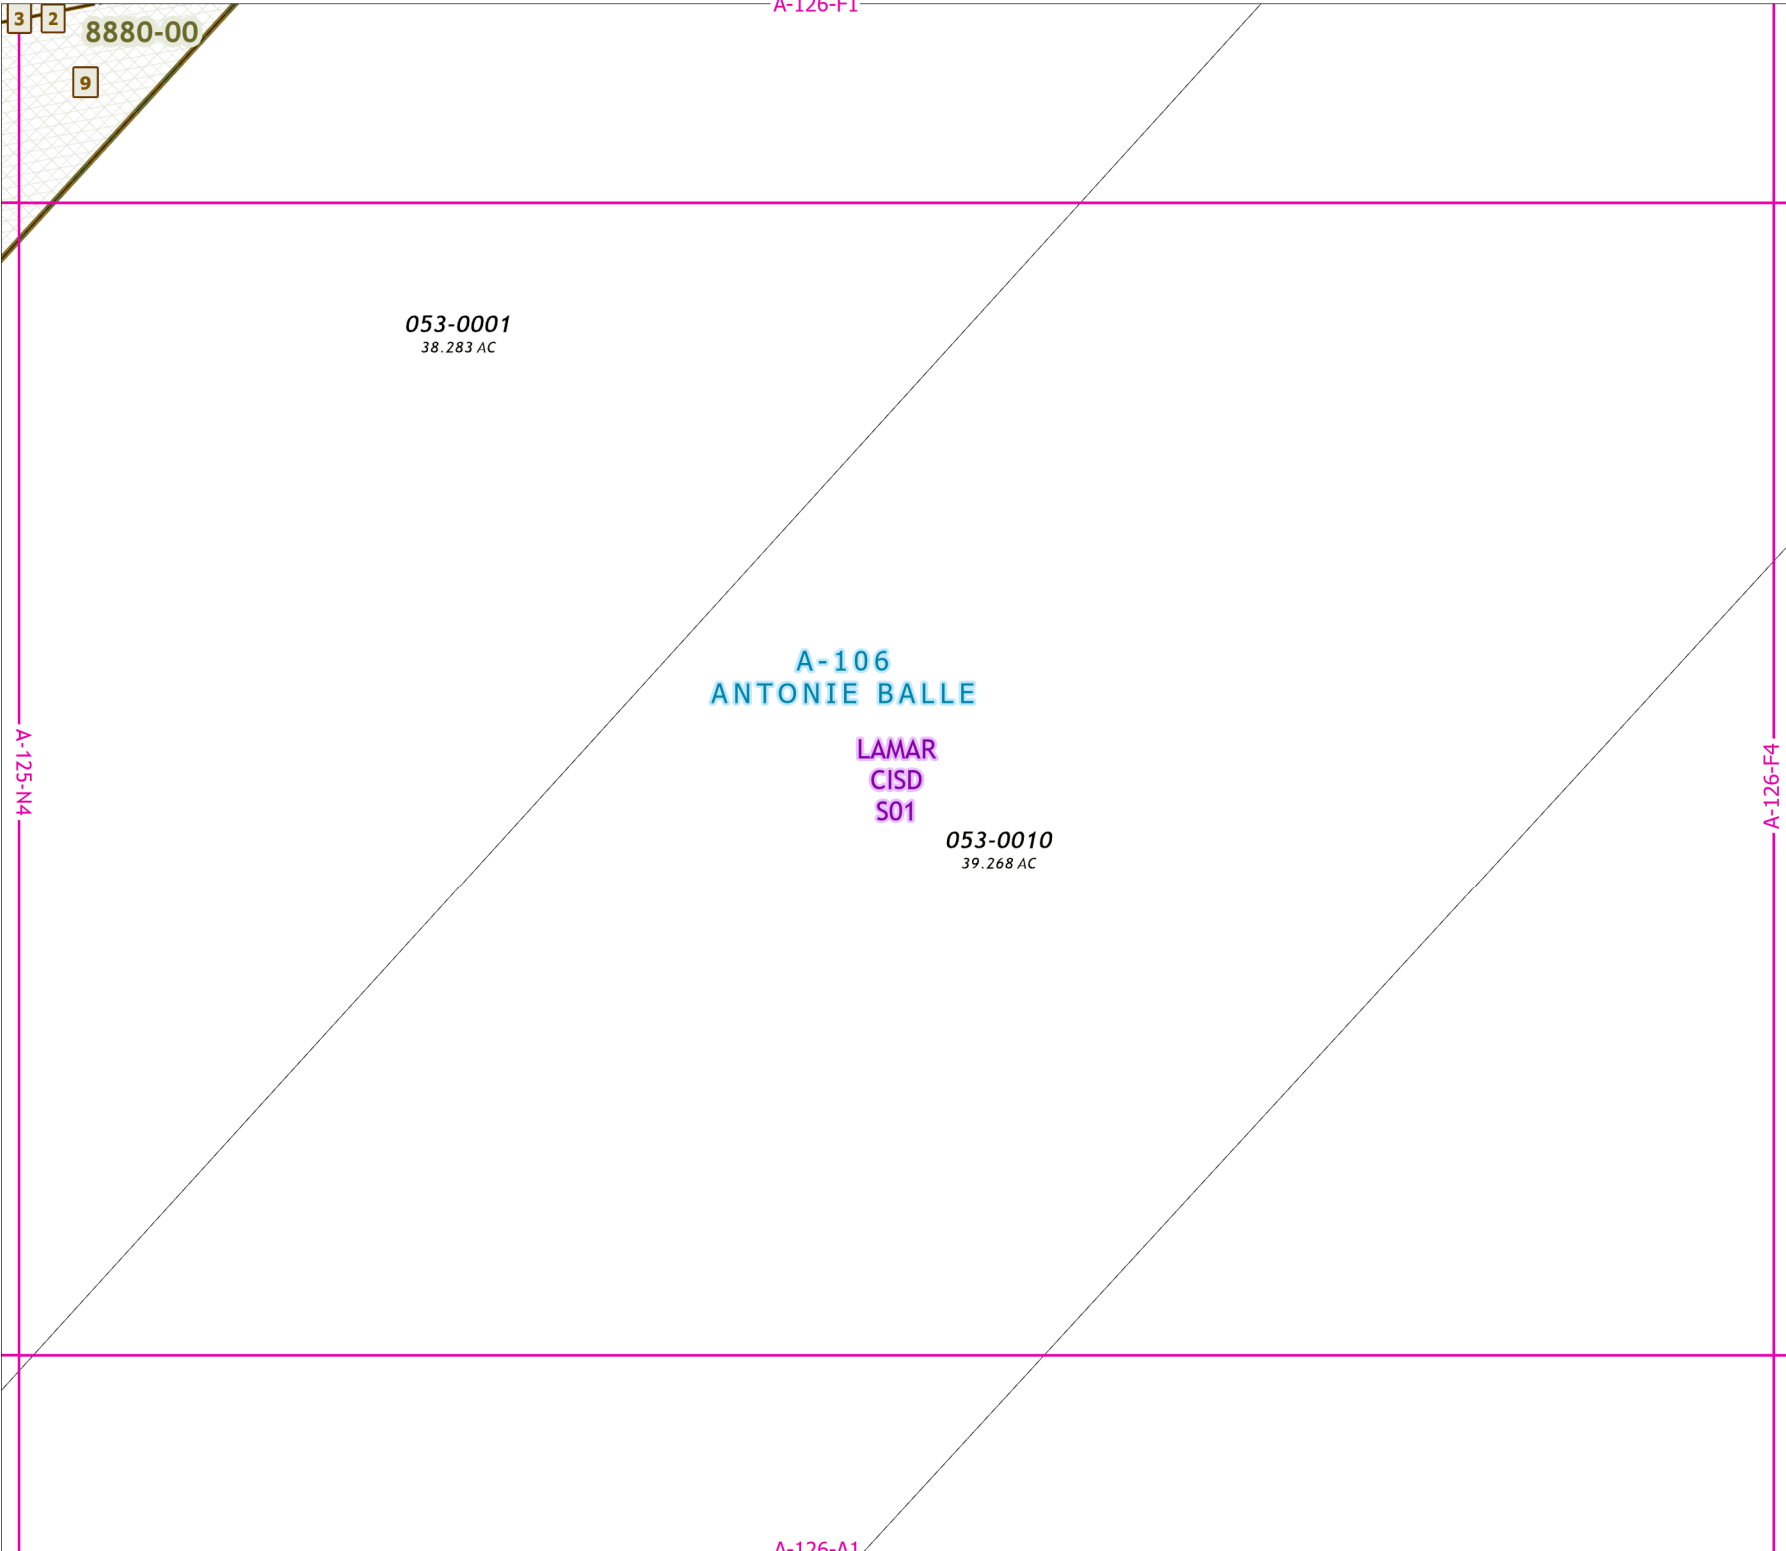 A-126-F1
3
2
8880-00
9
053-0001
38.283 AC
A-106
ANTONIE BALLE
LAMAR
CISD
S01
A-125-N4
A-126-F4
053-0010
39.268 AC
A-126-A1